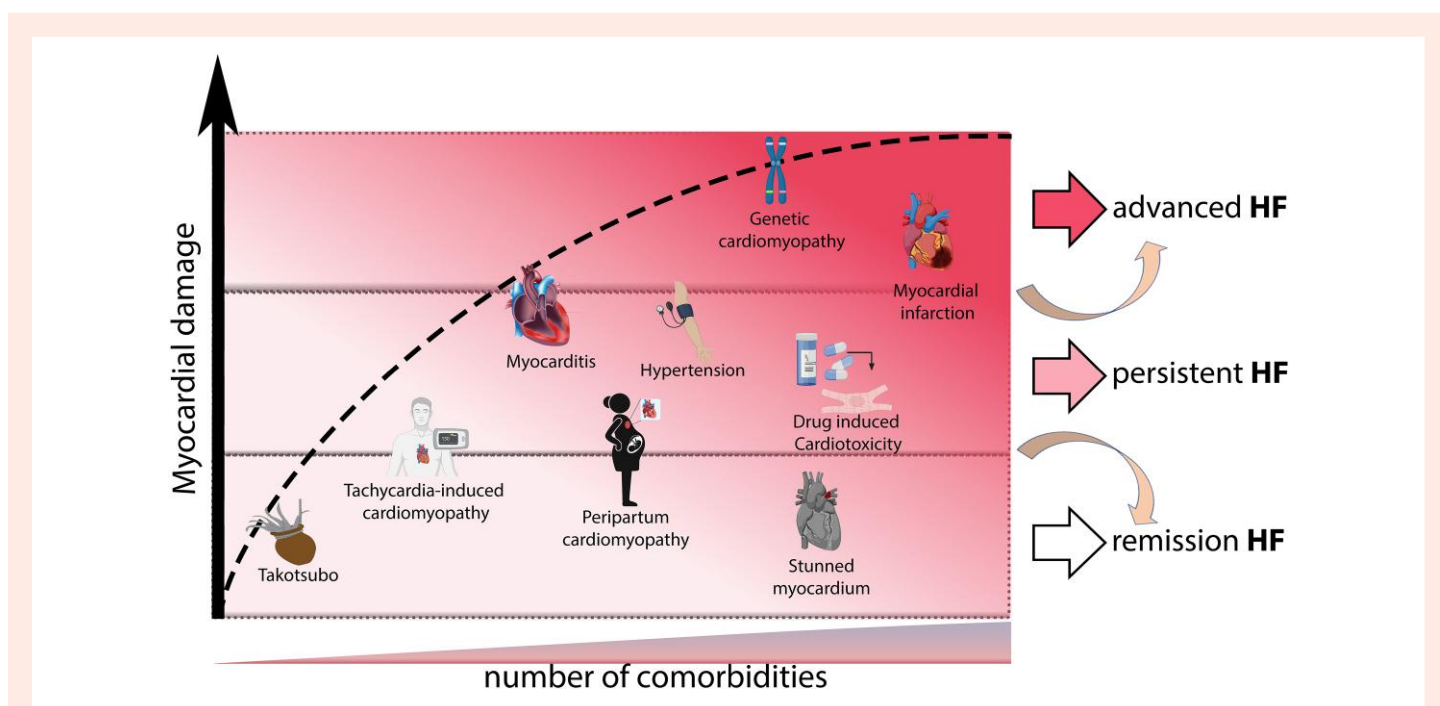 Myocardial damage
Genetic
cardiomyopathy
Myocardial
infarction
Myocarditis
Hypertension
Drug induced
Cardiotoxicity
Tachycardia-induced
cardiomyopathy
Peripartum
cardiomyopathy
Stunned
myocardium
Takotsubo
number of comorbidities
advanced HF
persistent HF
remission HF